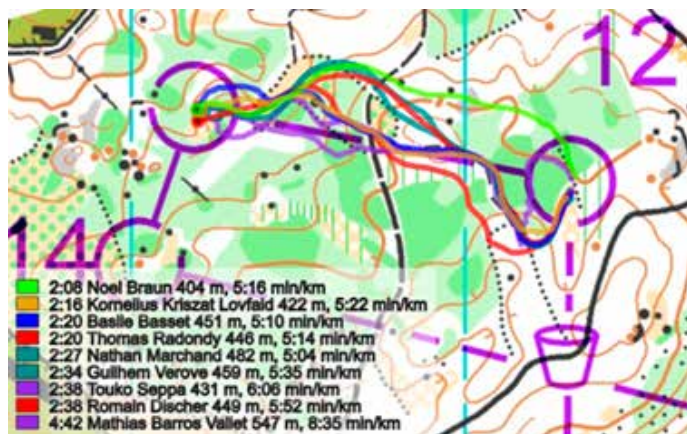 12
14
2:08 Noel Braun 404 m, 5:16 min/km
2:16 Kornelius Kriszat Lovfald 422 m, 5:22 min/km
2:20 Basile Basset 451 m, 5:10 min/km
2:20 Thomas Radondy 446 m, 5:14 min/km
2:27 Nathan Marchand 482 m, 5:04 min/km
2:34 Guilhem Verove 459 m, 5:35 min/km
2:38 Touko Seppa 431 m, 6:06 min/km
2:38 Romain Discher 449 m, 5:52 min/km
4:42 Mathias Barros Vallet 547 m, 8:35 min/km